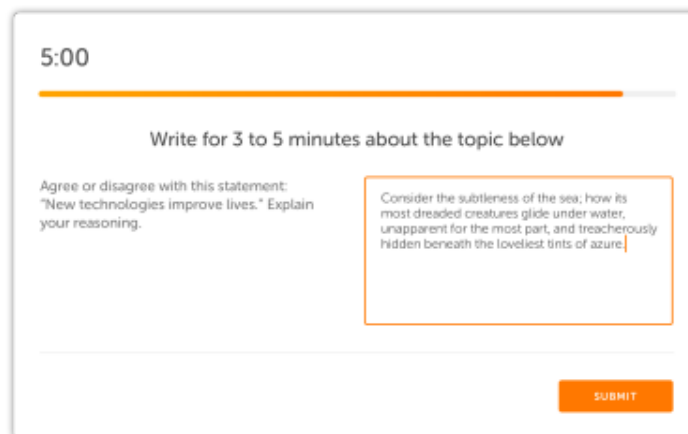 5:00
Write for 3 to 5 minutes about the topic below
Agree or disagree with this statement:
"New technologies improve lives." Explain
your reasoning.
Consider the subtleness of the sea; how its
most dreaded creatures glide under water,
unapparent for the most part, and treacherously
hidden beneath the loveliest tints of azure.
SUBMIT